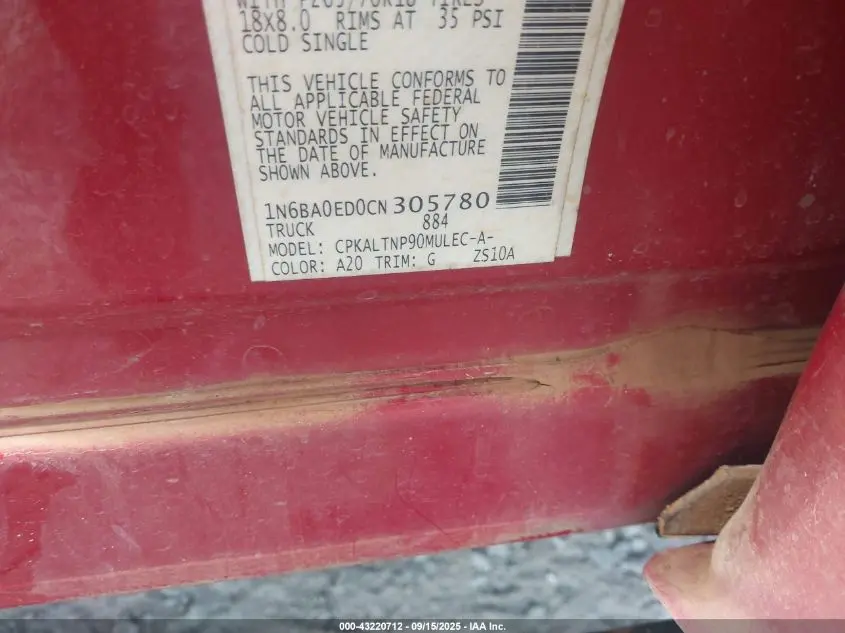 18X8.0 RIMS AT 35 PSI
COLD SINGLE
THIS VEHICLE CONFORMS TO
ALL APPLICABLE FEDERAL
MOTOR VEHICLE SAFETY
STANDARDS IN EFFECT ON
THE DATE OF MANUFACTURE
SHOWN ABOVE.
1N6BA0ED0CN305780
TRUCK 884
MODEL: CPKALTNP90MULEC-A-
COLOR: A20 TRIM: G ZS10A
000-43220712 - 09/15/2025 - IAA Inc.